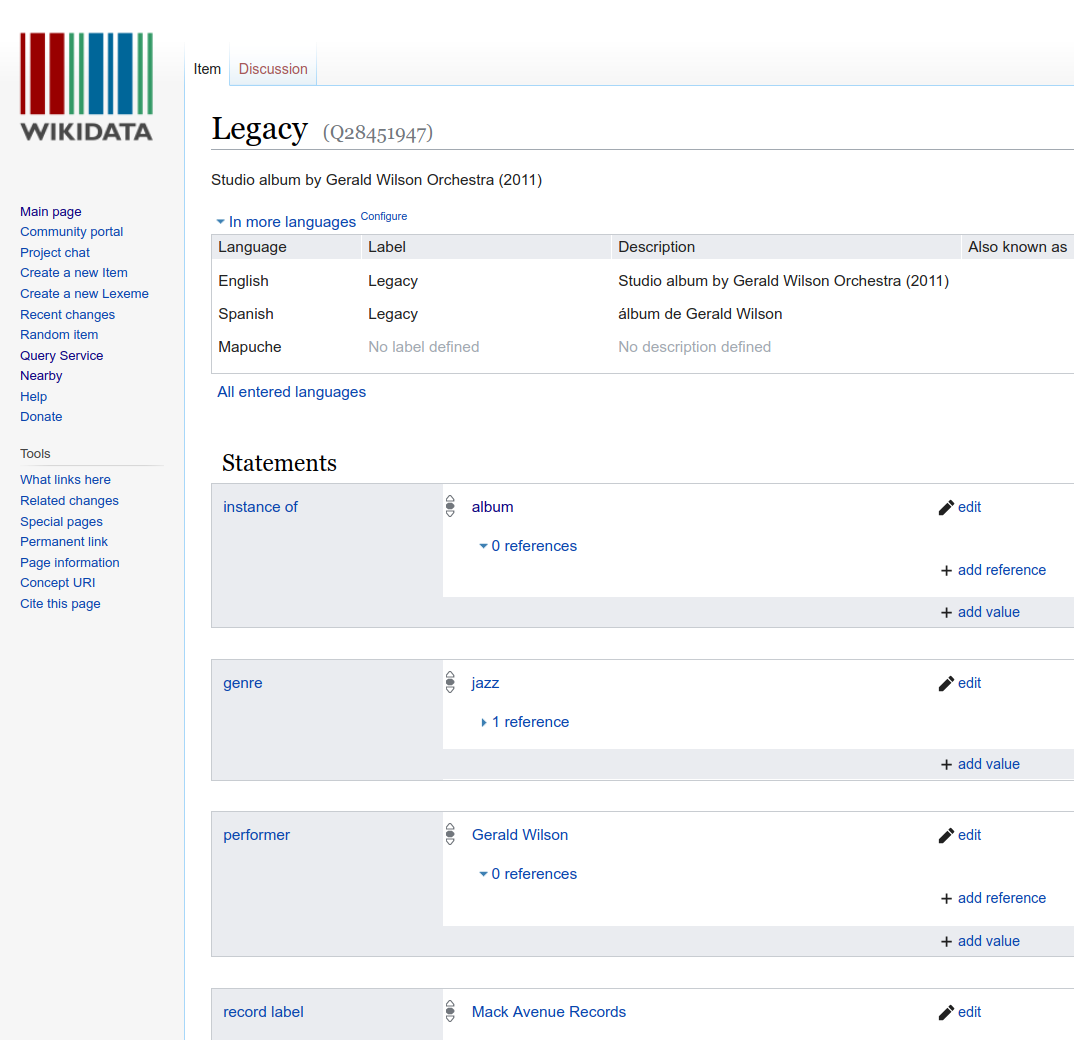 WIKIDATA
Main page
Community portal
Project chat
Create a new Item
Create a new Lexeme
Recent changes
Random item
Query Service
Nearby
Help
Donate
Tools
What links here
Related changes
Special pages
Permanent link
Page information
Concept URI
Cite this page
Item Discussion
Legacy (Q28451947)
Studio album by Gerald Wilson Orchestra (2011)
In more languages Configure
Language Label Description Also known as
English Legacy Studio album by Gerald Wilson Orchestra (2011)
Spanish Legacy álbum de Gerald Wilson
Mapuche No label defined No description defined
All entered languages
Statements
instance of album edit
0 references
+ add reference
+ add value
genre jazz edit
1 reference
+ add value
performer Gerald Wilson edit
0 references
+ add reference
+ add value
record label Mack Avenue Records edit